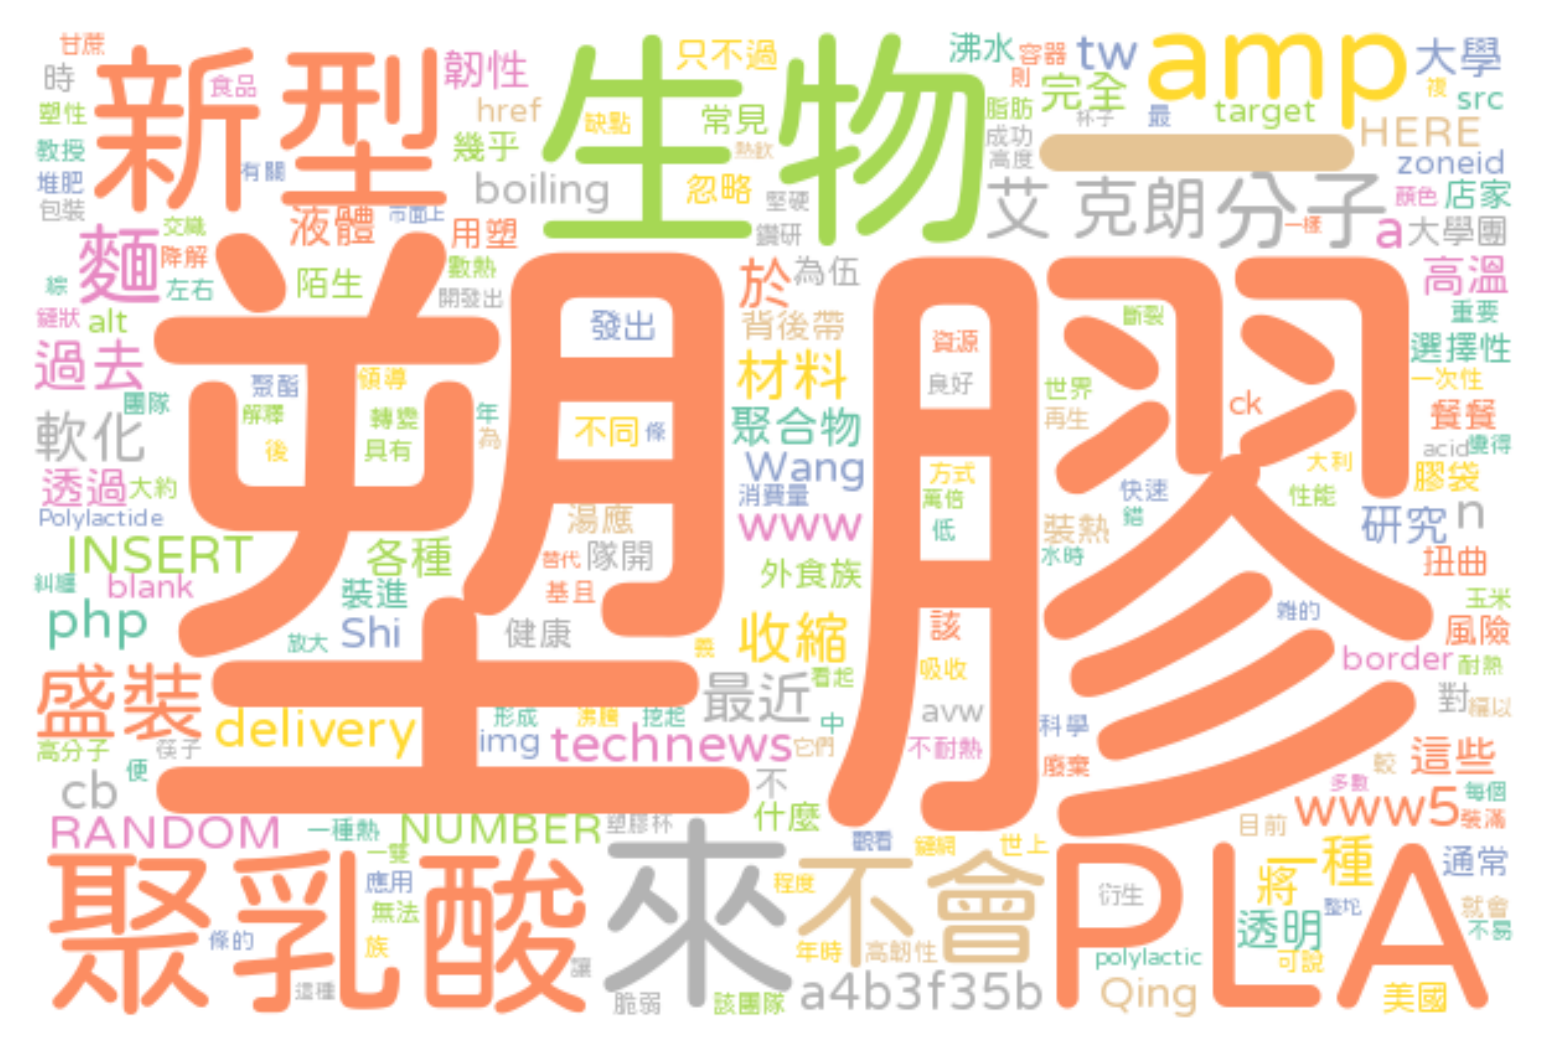 甘蔗
時
塑性
教授
堆肥
包裝
新型
食品
有關
液體
市面上
韌性
href
幾乎
boiling
用塑
生物
只不過
缺點
常見
熱飲
忽略
堅硬
鑽研
沸水
容器
則
脂肪
成功
高度
完全
杯子
最
tw
amp
target
大學
複
src
HERE
一
zoneid
艾克朗
分子
一樣
顏色
店家
a
大學團
麵
交織
降解
綜
左右
鏈狀
alt
過去
團隊
軟化
透過
大約
Polylactide
陌生
數熱
開發出
塑膠
發出
聚酯
領導
解釋
轉變
後
具有
年
為
不同
條
於
為伍
背後帶
材料
聚合物
Wang
消費量
www
外食族
收縮
資源
良好
方式
萬倍
低
該
吸收
avw
不耐熱
斷裂
世界
再生
ck
大利
快速
錯
性能
裝熱
水時
高溫
重要
選擇性
一次性
餐餐
acid
變得
膠袋
研究
n
扭曲
玉米
雜的
風險
border
耐熱
對
糧以
INSERT
糾纏
blank
php
各種
裝進
放大
Shi
湯應
替代
隊開
基且
健康
義
盛裝
高分子
筷子
便
cb
delivery
形成
沸騰
挖起
img
technews
最近
看起
中
它們
不
什麼
科學
廢棄
這些
較
多數
每個
www5
裝滿
目前
RANDOM
一種熱
NUMBER
塑膠杯
觀看
鏈網
世上
聚乳酸
一雙
應用
無法
條的
族
這種
讓
來
脆弱
該團隊
不會
程度
年時
高韌性
a4b3f35b
PLA
衍生
polylactic
Qing
一種
將
透明
整坨
可說
通常
就會
不易
美國